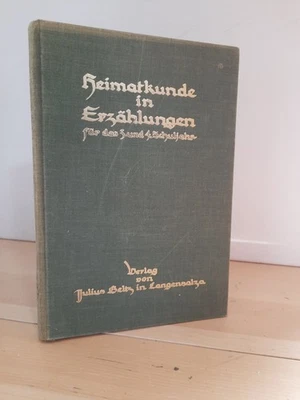 Heimatkunde
in
Erzählungen
für das 3. und 4. Schuljahr
Verlag
von
Julius Beltz in Langensalza